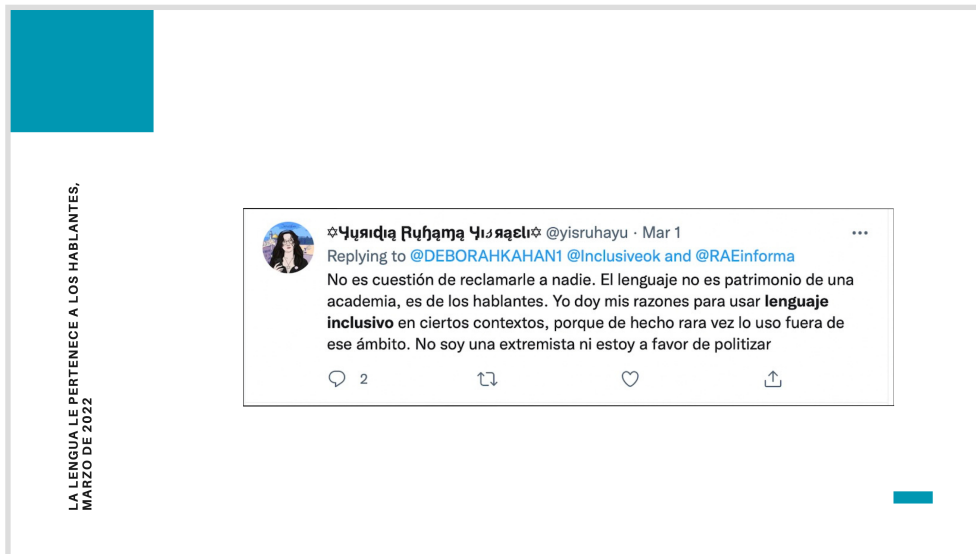 LA LENGUA LE PERTENECE A LOS HABLANTES,
MARZO DE 2022
✡Ⴗųяıɖıą Ʀųɧąmą Ⴗıʆяąɛƚı✡ @yisruhayu · Mar 1
Replying to @DEBORAHKAHAN1 @Inclusiveok and @RAEinforma
No es cuestión de reclamarle a nadie. El lenguaje no es patrimonio de una
academia, es de los hablantes. Yo doy mis razones para usar lenguaje
inclusivo en ciertos contextos, porque de hecho rara vez lo uso fuera de
ese ámbito. No soy una extremista ni estoy a favor de politizar
2